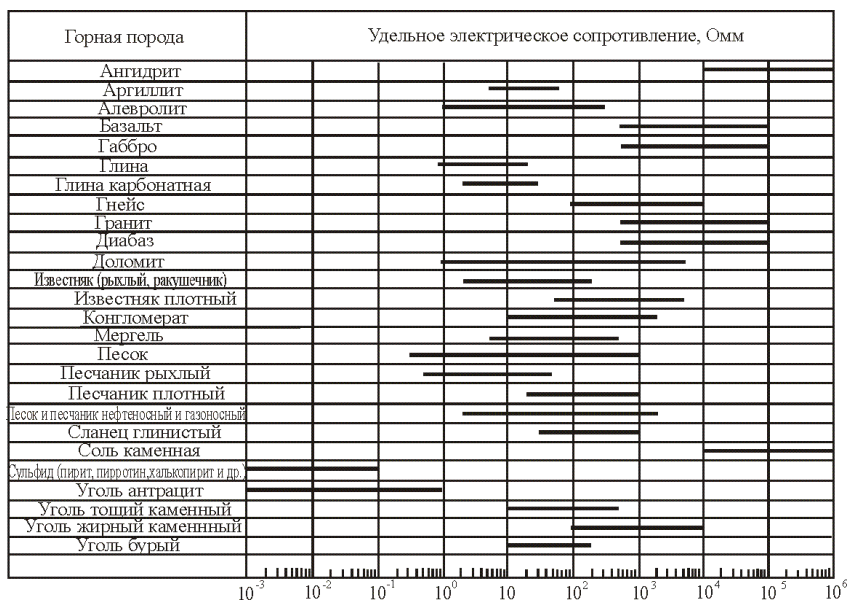 Горная порода
Удельное электрическое сопротивление, Омм
Ангидрит
Аргиллит
Алевролит
Базальт
Габбро
Глина
Глина карбонатная
Гнейс
Гранит
Диабаз
Доломит
Известняк (рыхлый, ракушечник)
Известняк плотный
Конгломерат
Мергель
Песок
Песчаник рыхлый
Песчаник плотный
Песок и песчаник нефтеносный и газоносный
Сланец глинистый
Соль каменная
Сульфид (пирит, пирротин,халькопирит и др.)
Уголь антрацит
Уголь тощий каменный
Уголь жирный каменнный
Уголь бурый
10⁻³ 10⁻² 10⁻¹ 10⁰ 10 10² 10³ 10⁴ 10⁵ 10⁶